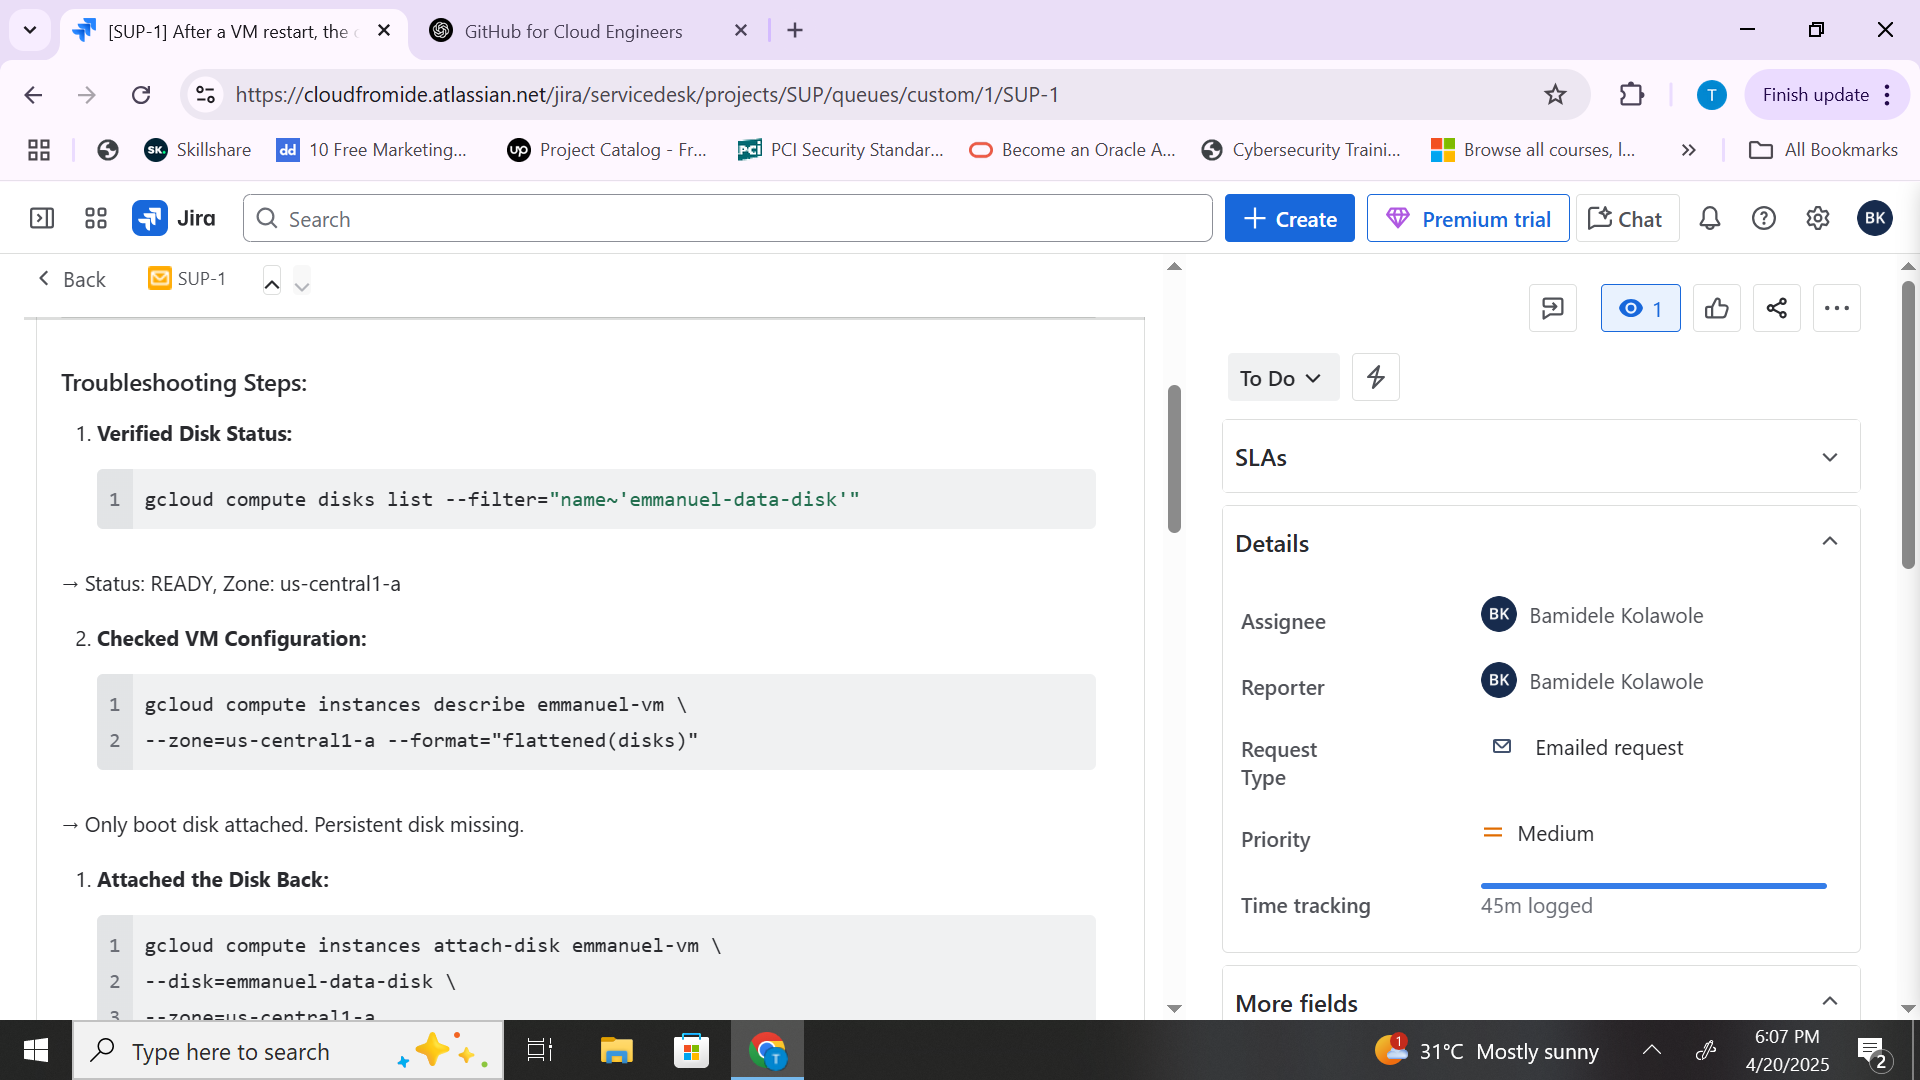 [SUP-1] After a VM restart, the
GitHub for Cloud Engineers
https://cloudfromide.atlassian.net/jira/servicedesk/projects/SUP/queues/custom/1/SUP-1
T
Finish update
SK.
Skillshare
dd
10 Free Marketing...
up
Project Catalog - Fr...
PCI
PCI Security Standar...
Become an Oracle A...
Cybersecurity Traini...
Browse all courses, l...
»
All Bookmarks
Jira
Search
+ Create
Premium trial
Chat
BK
Back
SUP-1
1
To Do
Troubleshooting Steps:
1. Verified Disk Status:
1 gcloud compute disks list --filter="name~'emmanuel-data-disk'"
→ Status: READY, Zone: us-central1-a
2. Checked VM Configuration:
1 gcloud compute instances describe emmanuel-vm \
2 --zone=us-central1-a --format="flattened(disks)"
→ Only boot disk attached. Persistent disk missing.
1. Attached the Disk Back:
1 gcloud compute instances attach-disk emmanuel-vm \
2 --disk=emmanuel-data-disk \
3 --zone=us-central1-a
SLAs
Details
Assignee
BK Bamidele Kolawole
Reporter
BK Bamidele Kolawole
Request
Type
Emailed request
Priority
Medium
Time tracking
45m logged
More fields
Type here to search
T
1
31°C Mostly sunny
6:07 PM
4/20/2025
2